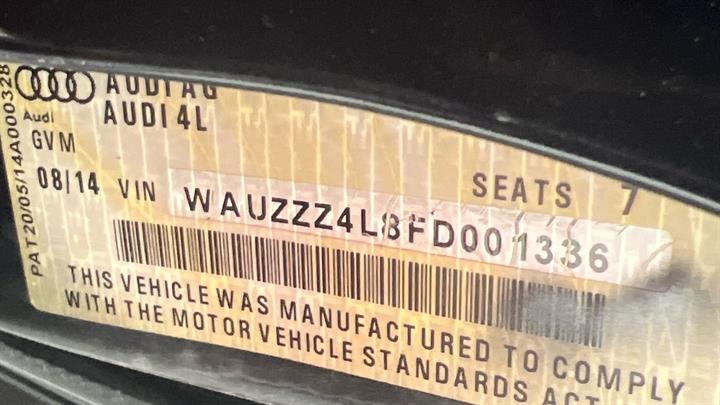 AUDI AG
Audi
AUDI 4L
GVM
SEATS 7
08/14 VIN WAUZZZ4L8FD001336
THIS VEHICLE WAS MANUFACTURED TO COMPLY
WITH THE MOTOR VEHICLE STANDARDS ACT
PAT20/05/14A000328